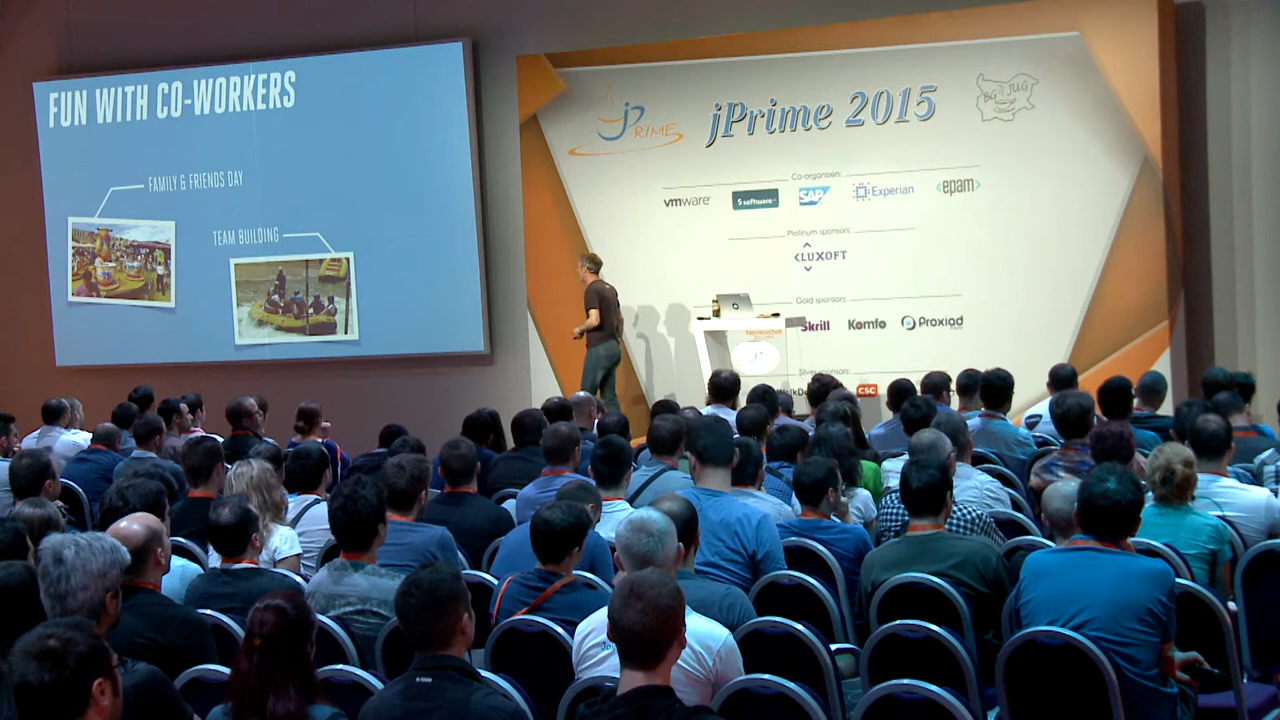 FUN WITH CO-WORKERS
FAMILY & FRIENDS DAY
TEAM BUILDING
jPRIME
jPrime 2015
BG JUG
Co-organizers:
vmware
software
SAP
Experian
<epam>
Platinum sponsors:
LUXOFT
Gold sponsors:
Skrill
Komfo
Proxiad
Silver sponsors:
CSC